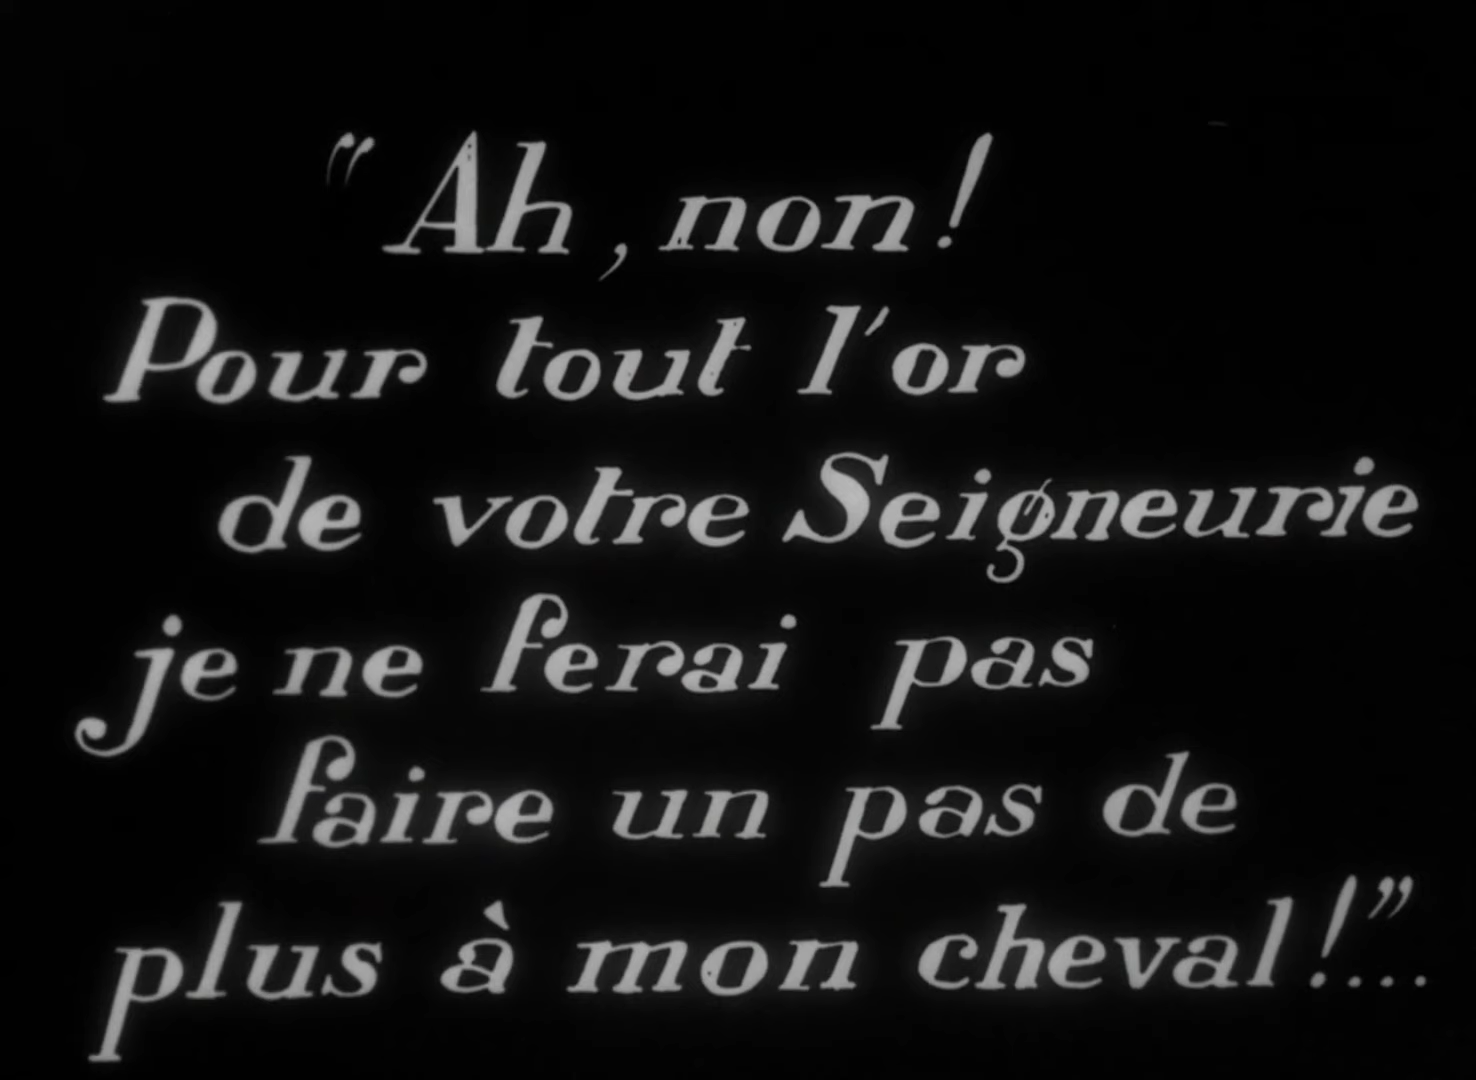 "Ah, non!
Pour tout l'or
de votre Seigneurie
je ne ferai pas
faire un pas de
plus à mon cheval!"...